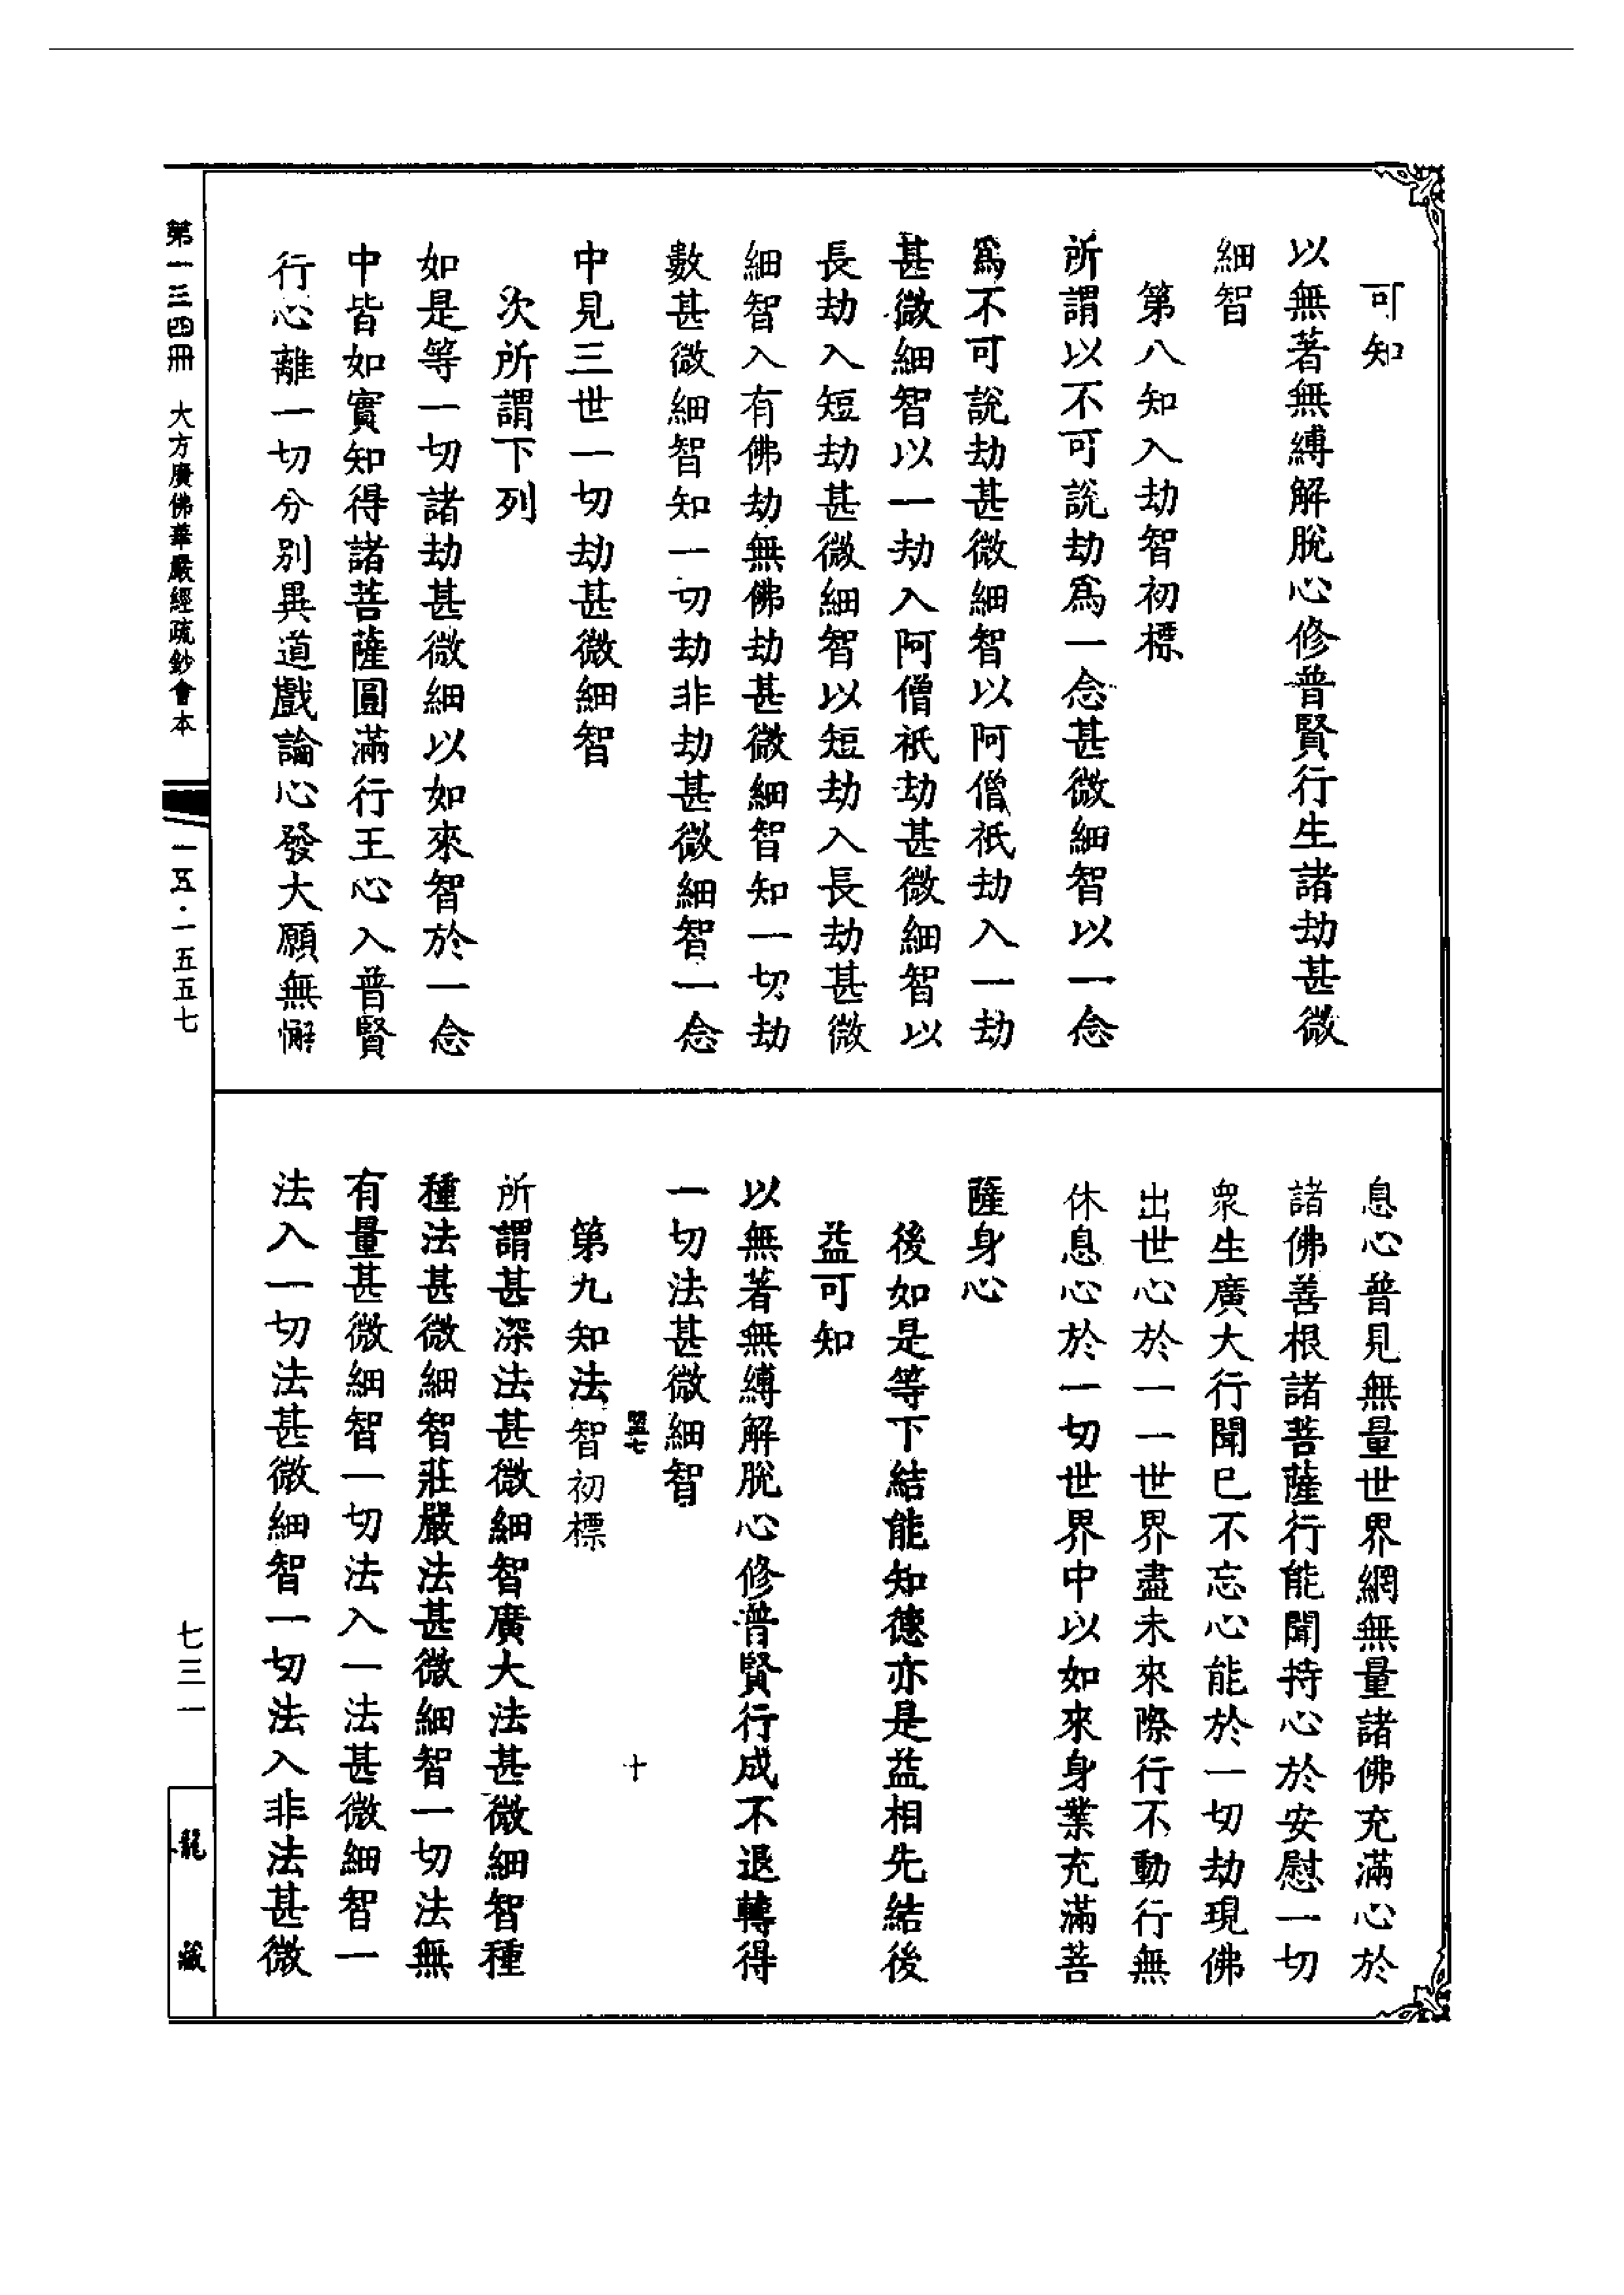 可知
以無著無縛解脫心修普賢行生諸劫甚微
細智
第八知入劫智初標
所謂以不可說劫爲一念甚微細智以一念
爲不可說劫甚微細智以阿僧祇劫入一劫
甚微細智以一劫入阿僧祇劫甚微細智以
長劫入短劫甚微細智以短劫入長劫甚微
細智入有佛劫無佛劫甚微細智知一切劫
數甚微細智知一切劫非劫甚微細智一念
中見三世一切劫甚微細智
次所謂下列
如是等一切諸劫甚微細以如來智於一念
中皆如實知得諸菩薩圓滿行王心入普賢
行心離一切分別異道戲論心發大願無懈
息心普見無量世界網無量諸佛充滿心於
諸佛善根諸菩薩行能聞持心於安慰一切
衆生廣大行聞已不忘心能於一切劫現佛
出世心於一一世界盡未來際行不動行無
休息心於一切世界中以如來身業充滿菩
薩身心
後如是等下結能知德亦是益相先結後
益可知
以無著無縛解脫心修普賢行成不退轉得
一切法甚微細智
盟七 十
第九知法智初標
所謂甚深法甚微細智廣大法甚微細智種
種法甚微細智莊嚴法甚微細智一切法無
有量甚微細智一切法入一法甚微細智一
法入一切法甚微細智一切法入非法甚微
第一三四冊 大方廣佛華嚴經疏鈔會本
一五·一五五七
七三一
龍藏